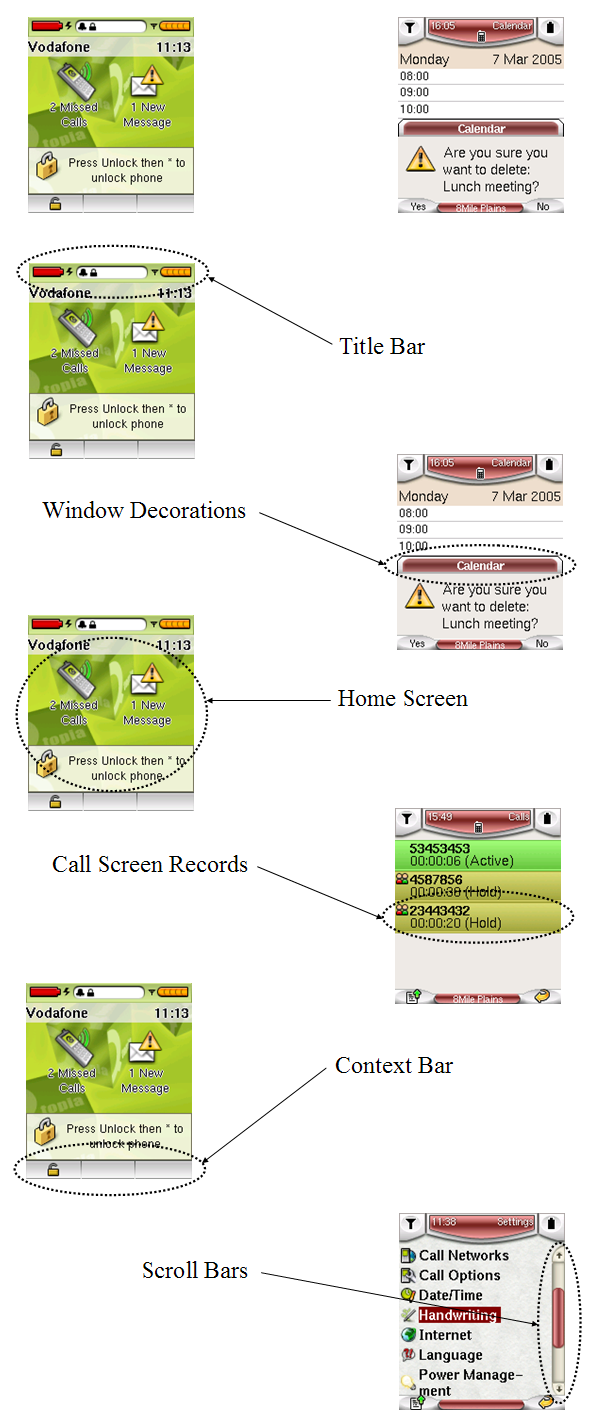 Vodafone 11:13
2 Missed
Calls
1 New
Message
Press Unlock then * to
unlock phone
16:05 Calendar
Monday 7 Mar 2005
08:00
09:00
10:00
Calendar
Are you sure you
want to delete:
Lunch meeting?
Yes 8Mile Plains No
Vodafone 11:13
2 Missed
Calls
1 New
Message
Press Unlock then * to
unlock phone
Title Bar
Window Decorations
16:05 Calendar
Monday 7 Mar 2005
08:00
09:00
10:00
Calendar
Are you sure you
want to delete:
Lunch meeting?
Yes 8Mile Plains No
Vodafone 11:13
2 Missed
Calls
1 New
Message
Press Unlock then * to
unlock phone
Home Screen
Call Screen Records
15:49 Calls
53453453
00:00:06 (Active)
4587856
00:00:38 (Hold)
23443432
00:00:20 (Hold)
8Mile Plains
Vodafone 11:13
2 Missed
Calls
1 New
Message
Press Unlock then * to
unlock phone
Context Bar
Scroll Bars
11:38 Settings
Call Networks
Call Options
Date/Time
Handwriting
Internet
Language
Power Manage-
ment